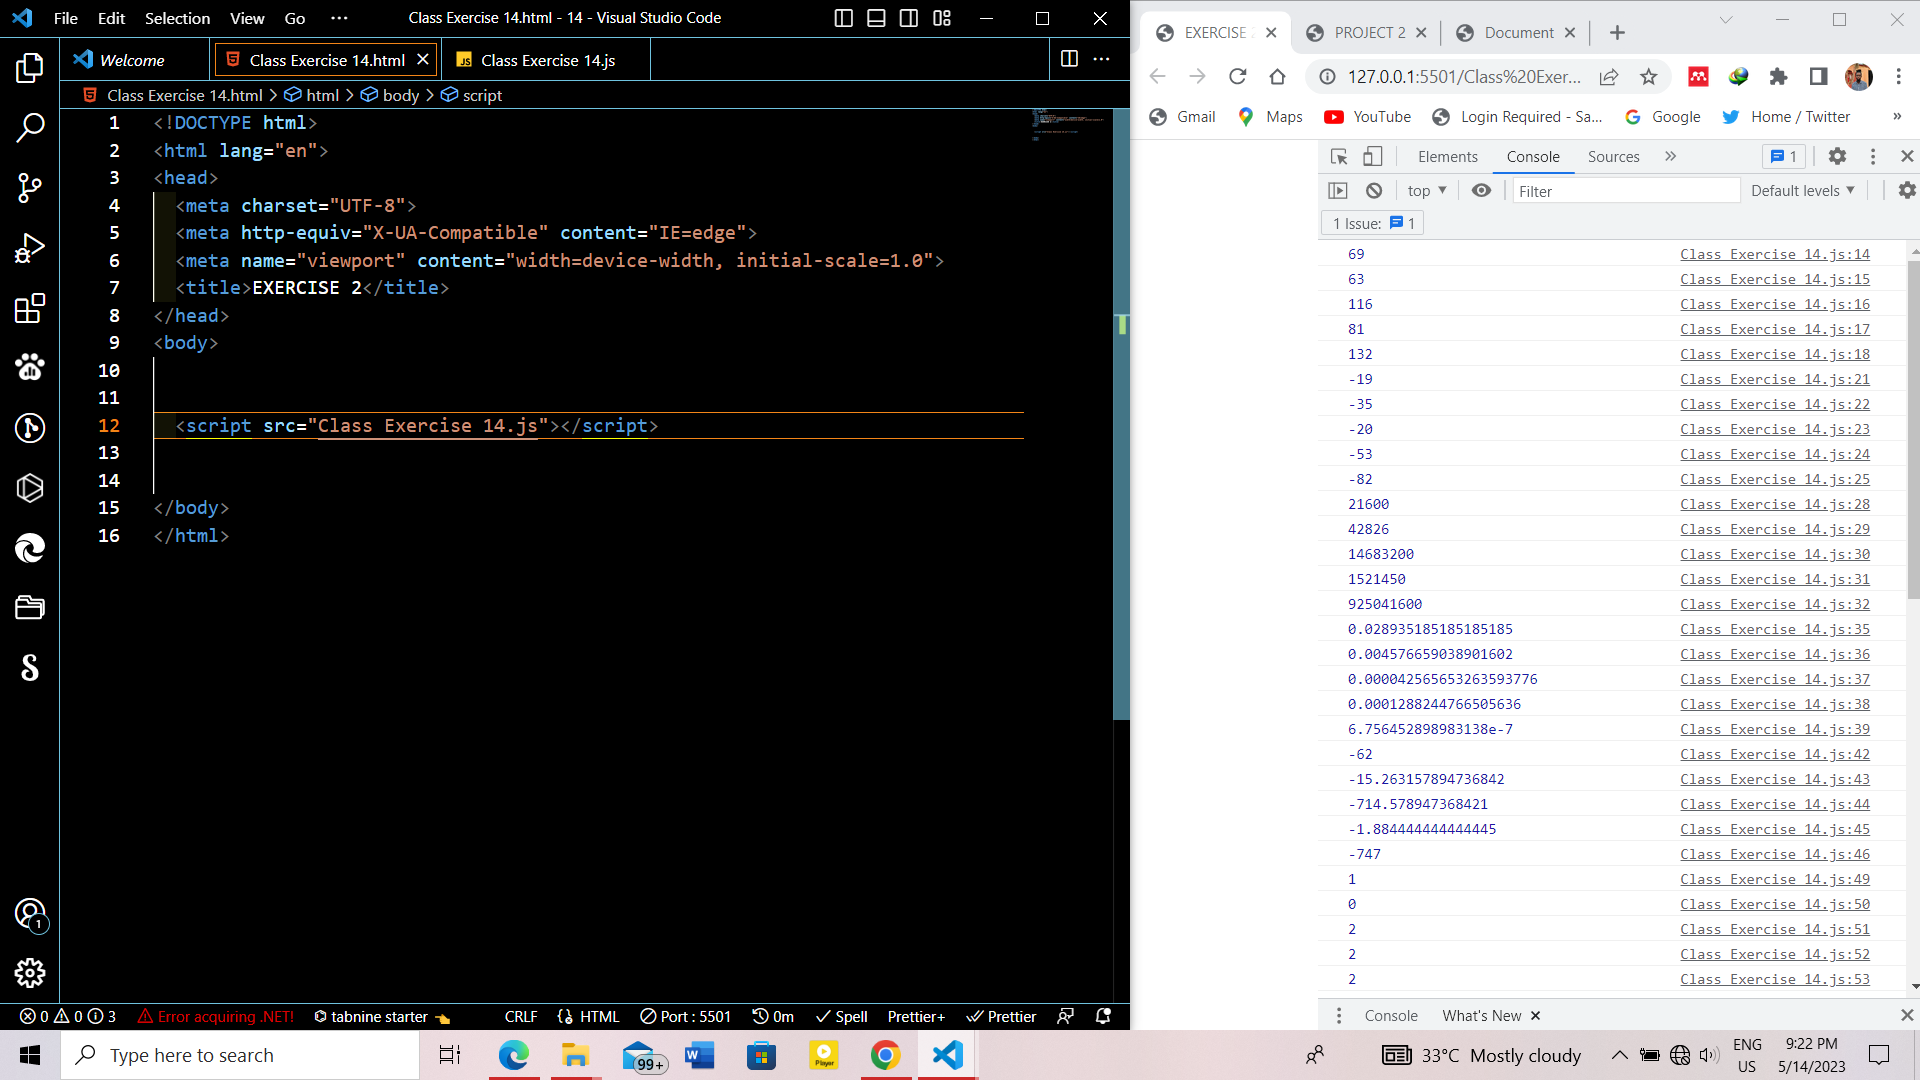 File Edit Selection View Go ··· Class Exercise 14.html - 14 - Visual Studio Code
Welcome Class Exercise 14.html Class Exercise 14.js
Class Exercise 14.html > html > body > script
1 <!DOCTYPE html>
2 <html lang="en">
3 <head>
4 <meta charset="UTF-8">
5 <meta http-equiv="X-UA-Compatible" content="IE=edge">
6 <meta name="viewport" content="width=device-width, initial-scale=1.0">
7 <title>EXERCISE 2</title>
8 </head>
9 <body>
10
11
12 <script src="Class Exercise 14.js"></script>
13
14
15 </body>
16 </html>
1
0 0 3 Error acquiring .NET! tabnine starter CRLF HTML Port : 5501 0m Spell Prettier+ Prettier
EXERCISE 2 PROJECT 2 Document
127.0.0.1:5501/Class%20Exer...
Gmail Maps YouTube Login Required - Sa... Google Home / Twitter »
Elements Console Sources » 1
top Filter Default levels
1 Issue: 1
69 Class Exercise 14.js:14
63 Class Exercise 14.js:15
116 Class Exercise 14.js:16
81 Class Exercise 14.js:17
132 Class Exercise 14.js:18
-19 Class Exercise 14.js:21
-35 Class Exercise 14.js:22
-20 Class Exercise 14.js:23
-53 Class Exercise 14.js:24
-82 Class Exercise 14.js:25
21600 Class Exercise 14.js:28
42826 Class Exercise 14.js:29
14683200 Class Exercise 14.js:30
1521450 Class Exercise 14.js:31
925041600 Class Exercise 14.js:32
0.028935185185185185 Class Exercise 14.js:35
0.004576659038901602 Class Exercise 14.js:36
0.000042565653263593776 Class Exercise 14.js:37
0.0001288244766505636 Class Exercise 14.js:38
6.756452898983138e-7 Class Exercise 14.js:39
-62 Class Exercise 14.js:42
-15.263157894736842 Class Exercise 14.js:43
-714.578947368421 Class Exercise 14.js:44
-1.884444444444445 Class Exercise 14.js:45
-747 Class Exercise 14.js:46
1 Class Exercise 14.js:49
0 Class Exercise 14.js:50
2 Class Exercise 14.js:51
2 Class Exercise 14.js:52
2 Class Exercise 14.js:53
Console What's New
Type here to search 99+ Player 33°C Mostly cloudy ENG US 9:22 PM 5/14/2023